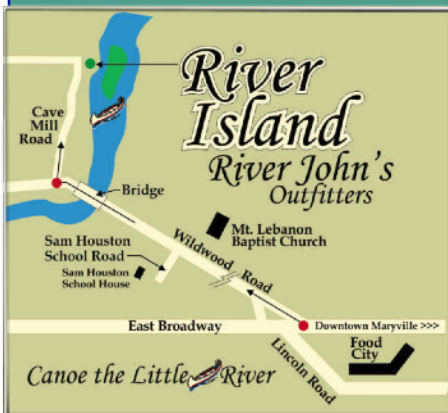 River
Island
River John's
Outfitters
Cave
Mill
Road
Bridge
Mt. Lebanon
Baptist Church
Sam Houston
School Road
Sam Houston
School House
Wildwood Road
East Broadway
Downtown Maryville >>>
Food
City
Lincoln Road
Canoe the Little River